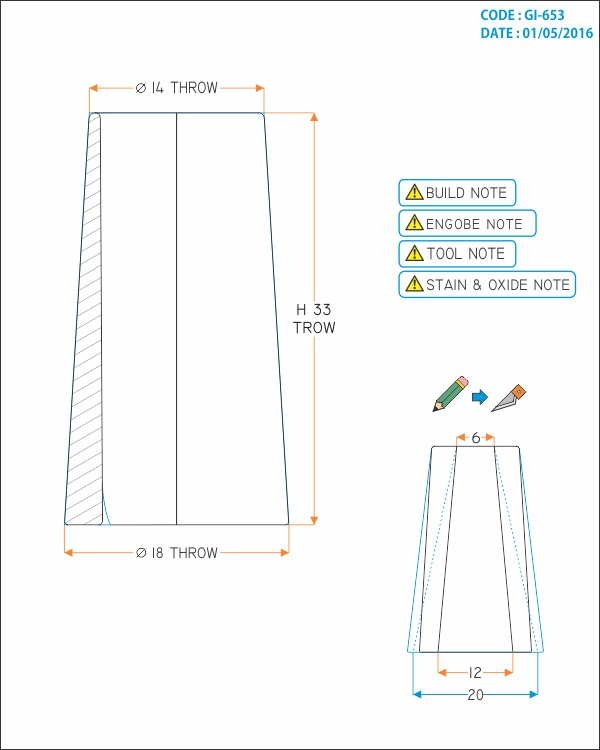 CODE : GI-653
DATE : 01/05/2016
Ø 14 THROW
BUILD NOTE
ENGOBE NOTE
TOOL NOTE
STAIN & OXIDE NOTE
H 33
TROW
6
Ø 18 THROW
12
20